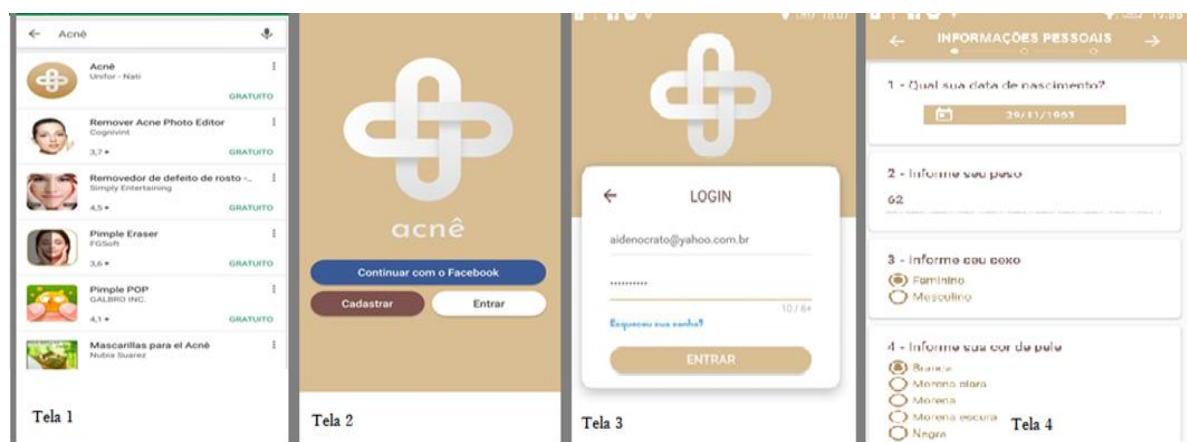 Acnê
Acnê
Unifor - Nati
GRATUITO
Remover Acne Photo Editor
Cognivint
3,7 ★
GRATUITO
Removedor de defeito de rosto -..
Simply Entertaining
4,5 ★
GRATUITO
Pimple Eraser
FGSoft
3,6 ★
GRATUITO
Pimple POP
GALBRO INC.
4,1 ★
GRATUITO
Mascarillas para el Acné
Nubia Suarez
Tela 1
acnê
Continuar com o Facebook
Cadastrar
Entrar
Tela 2
LOGIN
aidenocrato@yahoo.com.br
••••••••••
10 / 6+
Esqueceu sua senha?
ENTRAR
Tela 3
INFORMAÇÕES PESSOAIS
1 - Qual sua data de nascimento?
29/11/1963
2 - Informe seu peso
62
3 - Informe seu sexo
Feminino
Masculino
4 - Informe sua cor de pele
Branca
Morena clara
Morena
Morena escura
Negra
Tela 4